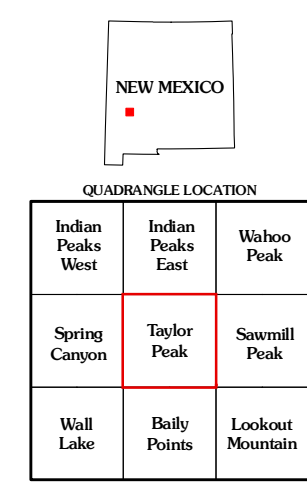 NEW MEXICO
QUADRANGLE LOCATION
Indian
Peaks
West
Indian
Peaks
East
Wahoo
Peak
Spring
Canyon
Taylor
Peak
Sawmill
Peak
Wall
Lake
Baily
Points
Lookout
Mountain